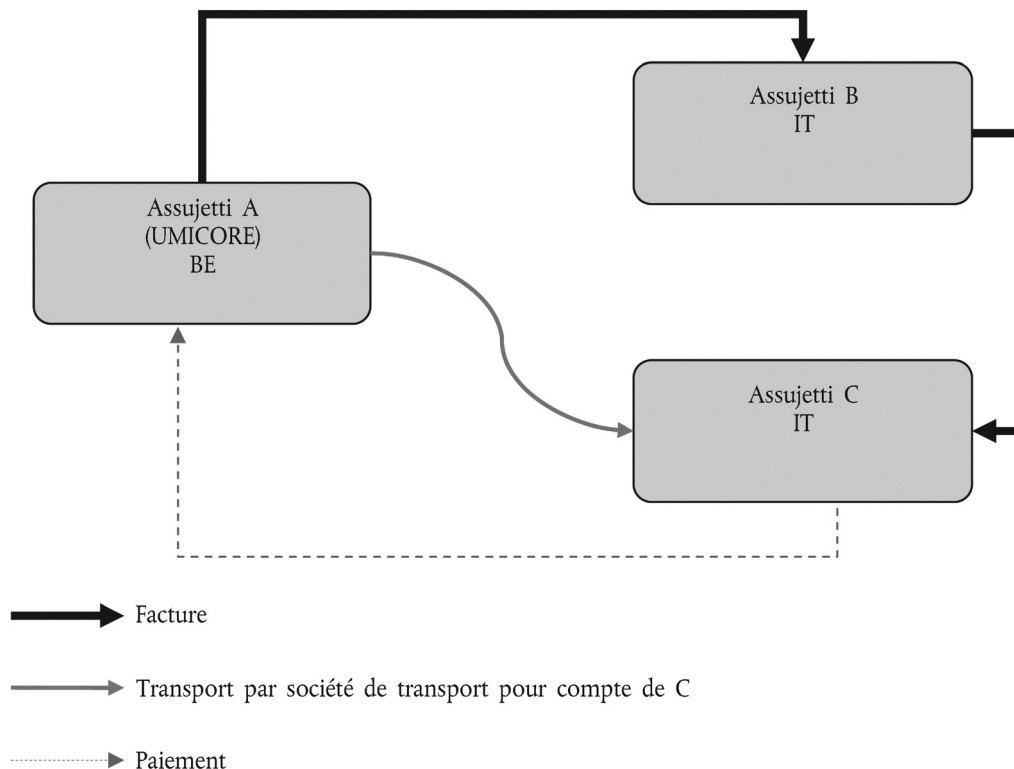 Assujetti B
IT
Assujetti A
(UMICORE)
BE
Assujetti C
IT
Facture
Transport par société de transport pour compte de C
Paiement